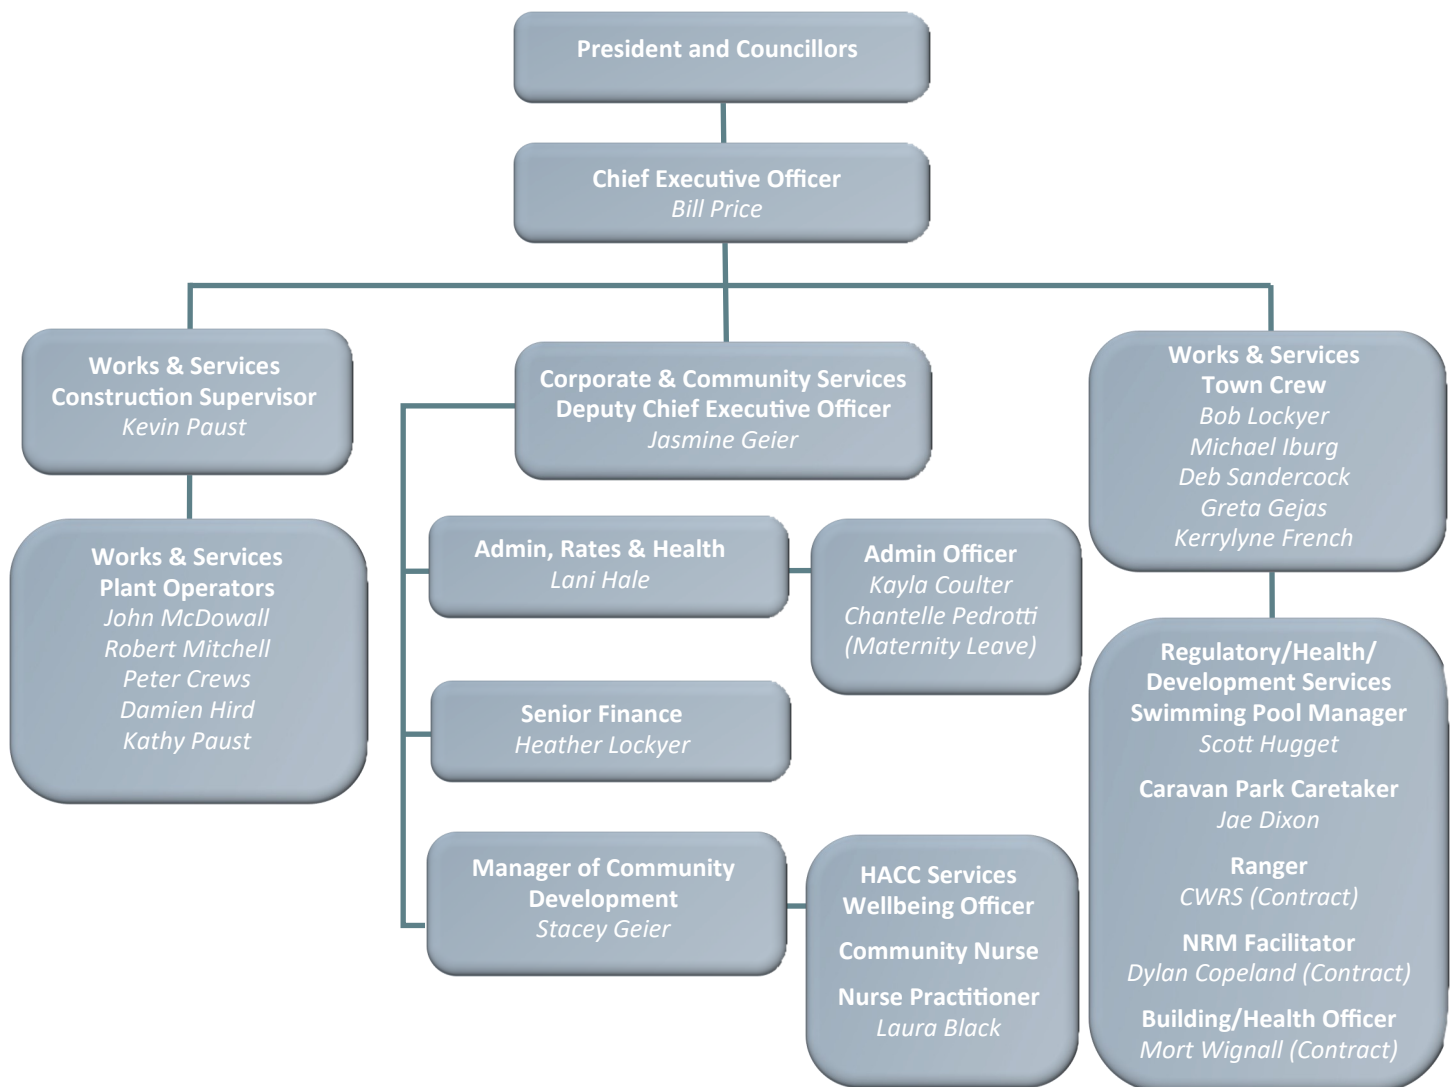 President and Councillors
Chief Executive Officer
Bill Price
Works & Services
Construction Supervisor
Kevin Paust
Works & Services
Plant Operators
John McDowall
Robert Mitchell
Peter Crews
Damien Hird
Kathy Paust
Corporate & Community Services
Deputy Chief Executive Officer
Jasmine Geier
Admin, Rates & Health
Lani Hale
Admin Officer
Kayla Coulter
Chantelle Pedrotti
(Maternity Leave)
Senior Finance
Heather Lockyer
Manager of Community
Development
Stacey Geier
HACC Services
Wellbeing Officer
Community Nurse
Nurse Practitioner
Laura Black
Works & Services
Town Crew
Bob Lockyer
Michael Iburg
Deb Sandercock
Greta Gejas
Kerrylyne French
Regulatory/Health/
Development Services
Swimming Pool Manager
Scott Hugget
Caravan Park Caretaker
Jae Dixon
Ranger
CWRS (Contract)
NRM Facilitator
Dylan Copeland (Contract)
Building/Health Officer
Mort Wignall (Contract)